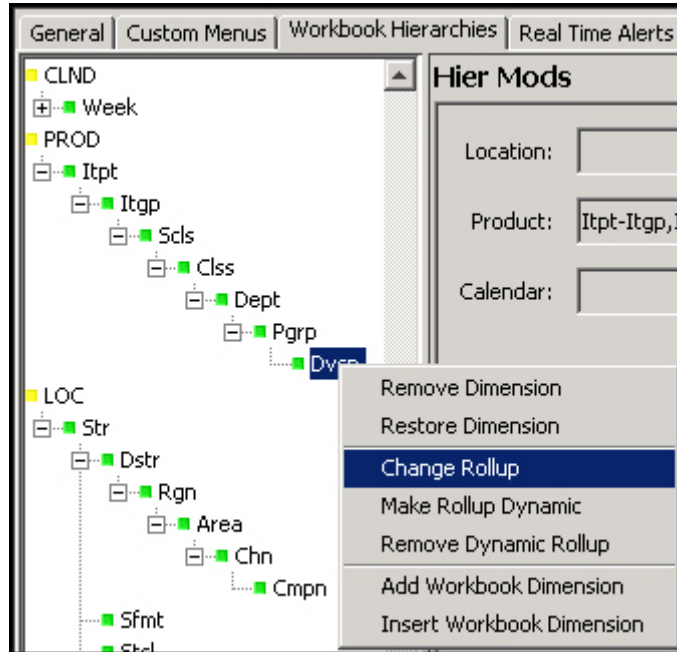 General
Custom Menus
Workbook Hierarchies
Real Time Alerts
CLND
Week
PROD
Itpt
Itgp
Scls
Clss
Dept
Pgrp
LOC
Str
Dstr
Rgn
Area
Chn
Cmpn
Sfmt
Hier Mods
Location:
Product: Itpt-Itgp,
Calendar:
Remove Dimension
Restore Dimension
Change Rollup
Make Rollup Dynamic
Remove Dynamic Rollup
Add Workbook Dimension
Insert Workbook Dimension